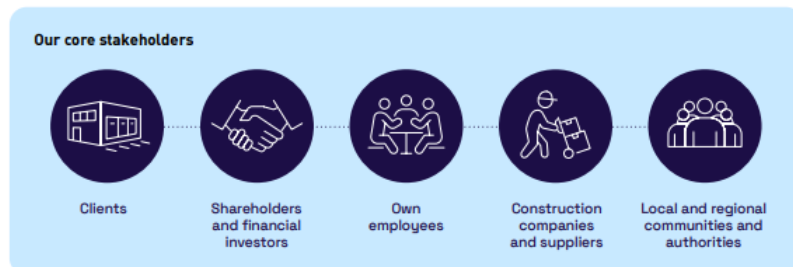 Our core stakeholders
Clients
Shareholders
and financial
investors
Own
employees
Construction
companies
and suppliers
Local and regional
communities and
authorities